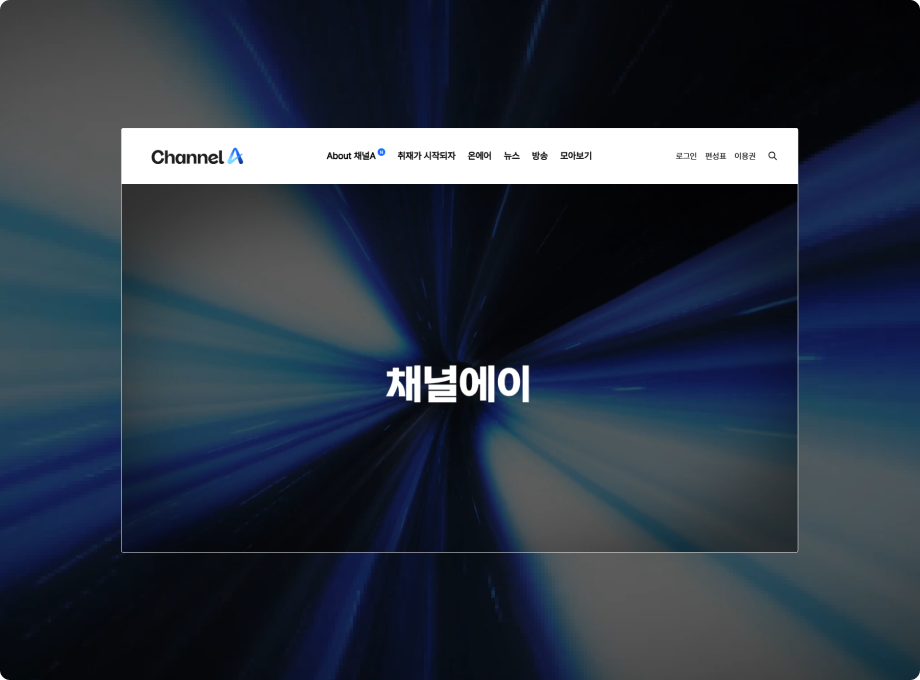 Channel A
About 채널A N
취재가 시작되자
온에어
뉴스
방송
모아보기
로그인
편성표
이용권
채널에이